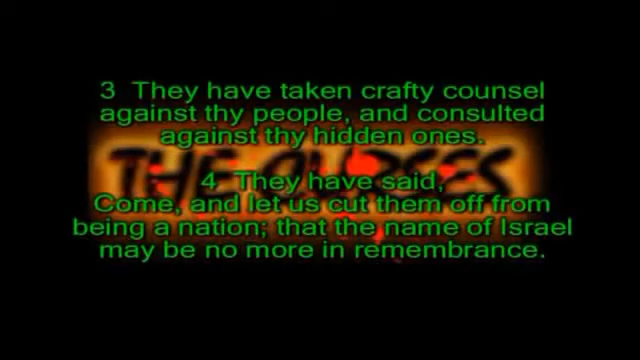 3 They have taken crafty counsel
against thy people, and consulted
against thy hidden ones.
THE CURSES
4 They have said,
Come, and let us cut them off from
being a nation; that the name of Israel
may be no more in remembrance.